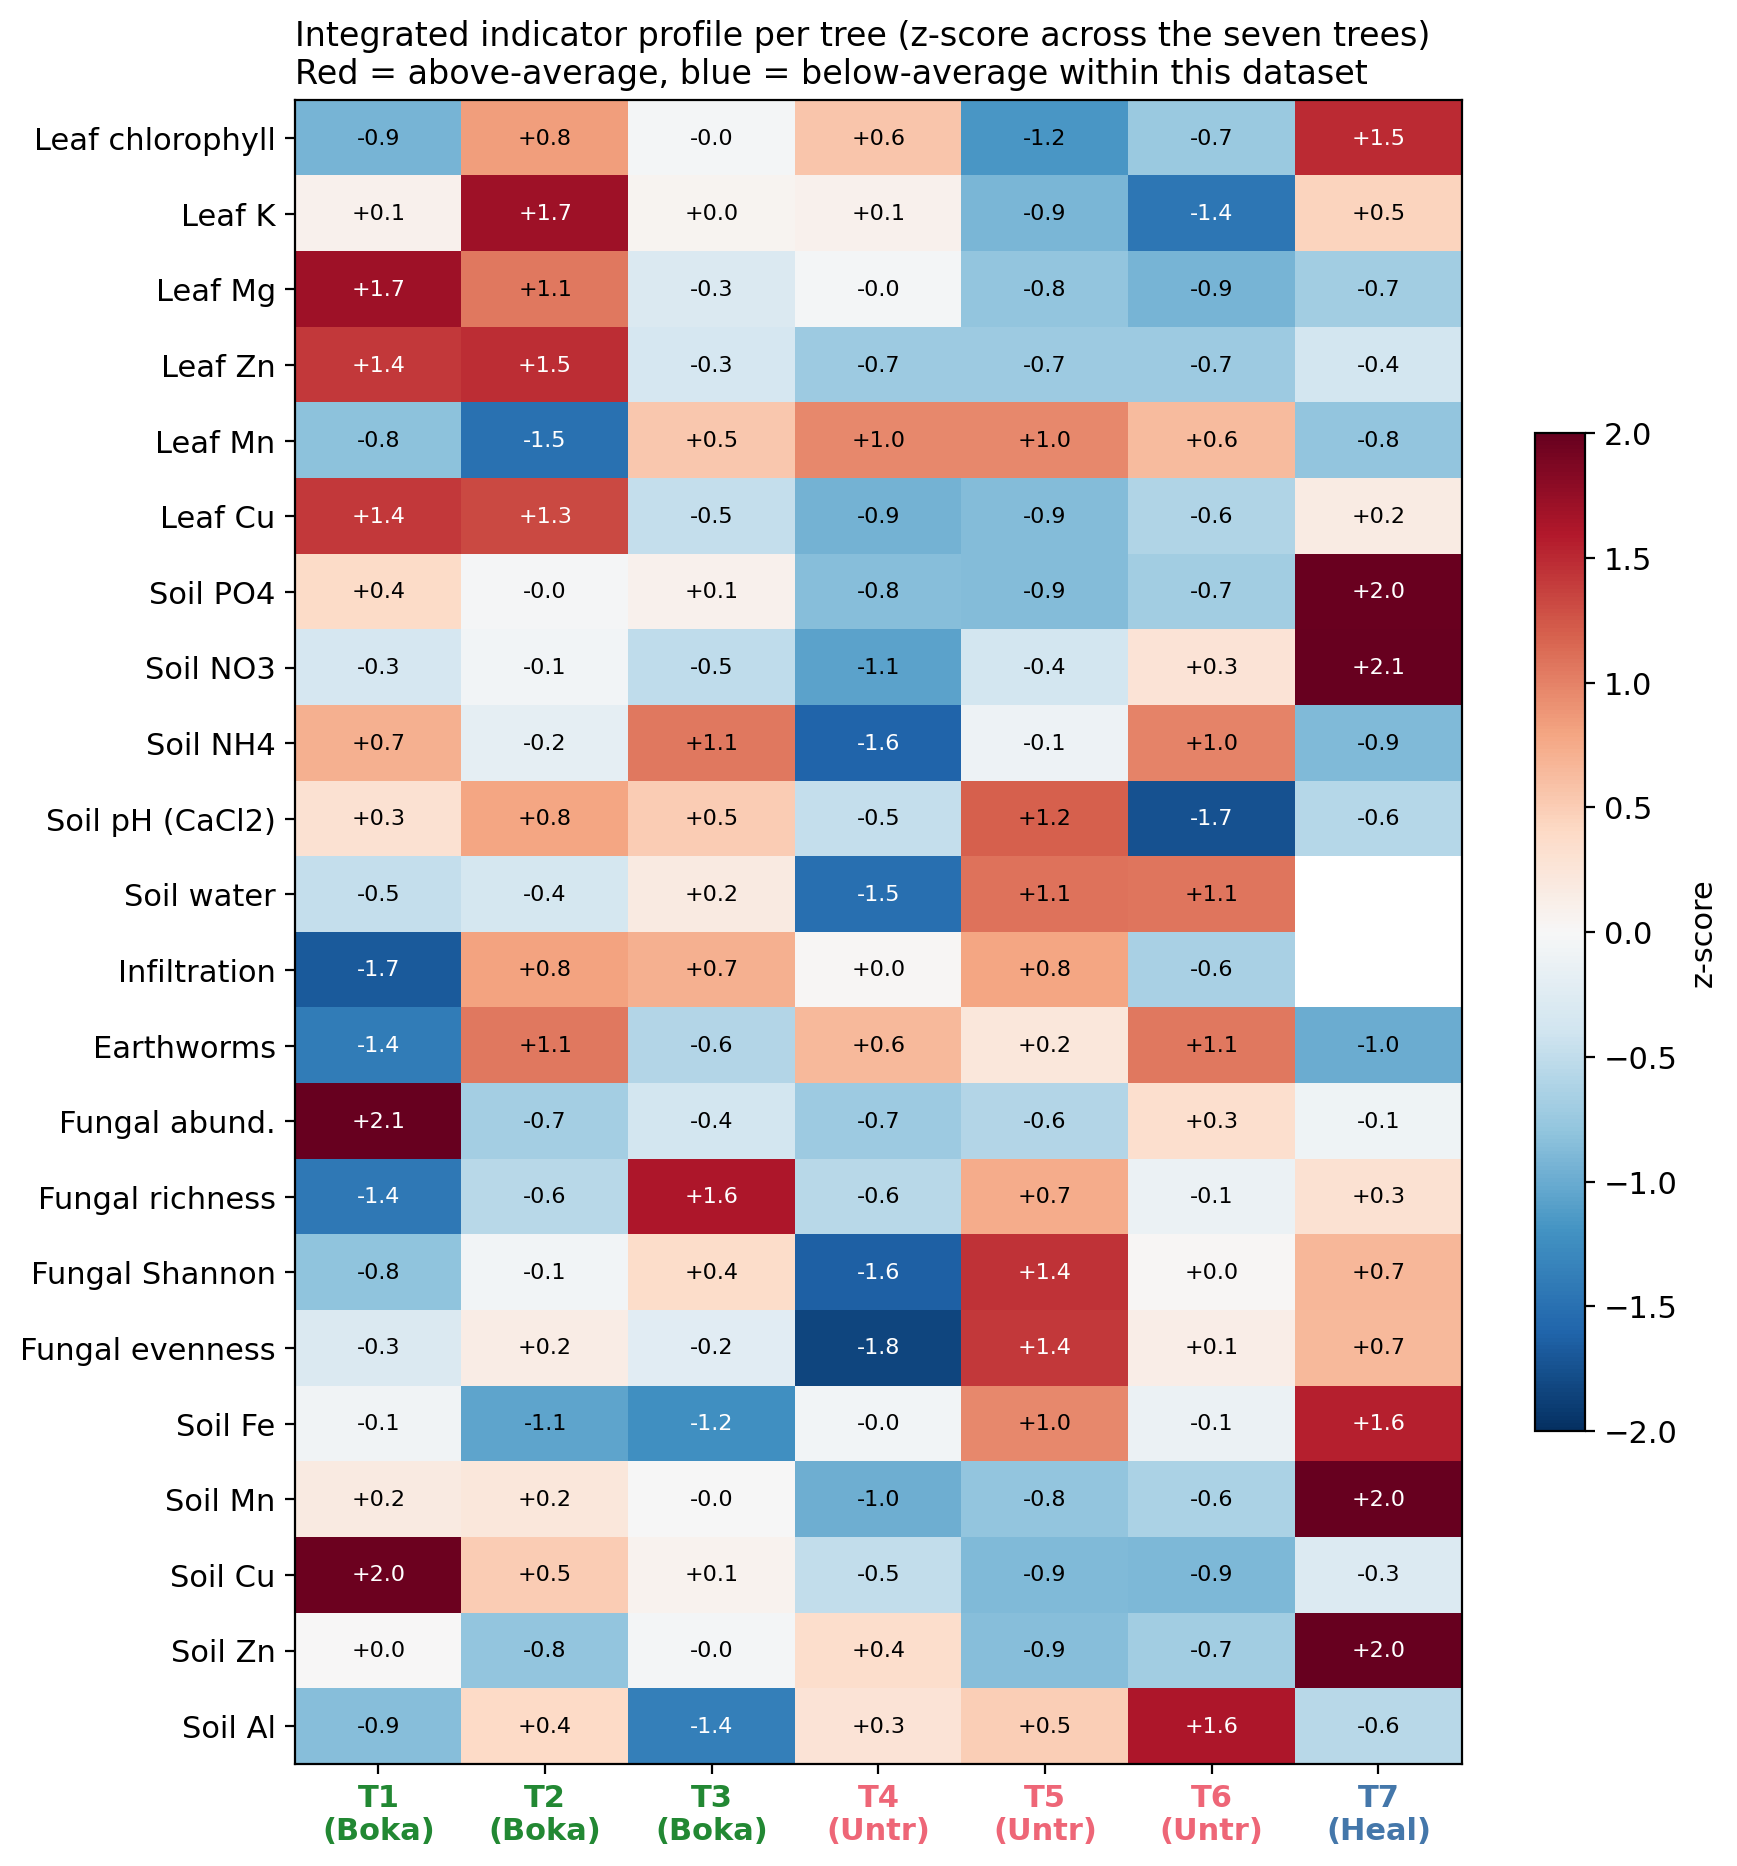 Integrated indicator profile per tree (z-score across the seven trees)
Red = above-average, blue = below-average within this dataset
Leaf chlorophyll -0.9 +0.8 -0.0 +0.6 -1.2 -0.7 +1.5
Leaf K +0.1 +1.7 +0.0 +0.1 -0.9 -1.4 +0.5
Leaf Mg +1.7 +1.1 -0.3 -0.0 -0.8 -0.9 -0.7
Leaf Zn +1.4 +1.5 -0.3 -0.7 -0.7 -0.7 -0.4
Leaf Mn -0.8 -1.5 +0.5 +1.0 +1.0 +0.6 -0.8
Leaf Cu +1.4 +1.3 -0.5 -0.9 -0.9 -0.6 +0.2
Soil PO4 +0.4 -0.0 +0.1 -0.8 -0.9 -0.7 +2.0
Soil NO3 -0.3 -0.1 -0.5 -1.1 -0.4 +0.3 +2.1
Soil NH4 +0.7 -0.2 +1.1 -1.6 -0.1 +1.0 -0.9
Soil pH (CaCl2) +0.3 +0.8 +0.5 -0.5 +1.2 -1.7 -0.6
Soil water -0.5 -0.4 +0.2 -1.5 +1.1 +1.1
Infiltration -1.7 +0.8 +0.7 +0.0 +0.8 -0.6
Earthworms -1.4 +1.1 -0.6 +0.6 +0.2 +1.1 -1.0
Fungal abund. +2.1 -0.7 -0.4 -0.7 -0.6 +0.3 -0.1
Fungal richness -1.4 -0.6 +1.6 -0.6 +0.7 -0.1 +0.3
Fungal Shannon -0.8 -0.1 +0.4 -1.6 +1.4 +0.0 +0.7
Fungal evenness -0.3 +0.2 -0.2 -1.8 +1.4 +0.1 +0.7
Soil Fe -0.1 -1.1 -1.2 -0.0 +1.0 -0.1 +1.6
Soil Mn +0.2 +0.2 -0.0 -1.0 -0.8 -0.6 +2.0
Soil Cu +2.0 +0.5 +0.1 -0.5 -0.9 -0.9 -0.3
Soil Zn +0.0 -0.8 -0.0 +0.4 -0.9 -0.7 +2.0
Soil Al -0.9 +0.4 -1.4 +0.3 +0.5 +1.6 -0.6
T1 T2 T3 T4 T5 T6 T7
(Boka) (Boka) (Boka) (Untr) (Untr) (Untr) (Heal)
2.0
1.5
1.0
0.5
0.0
−0.5
−1.0
−1.5
−2.0
z-score